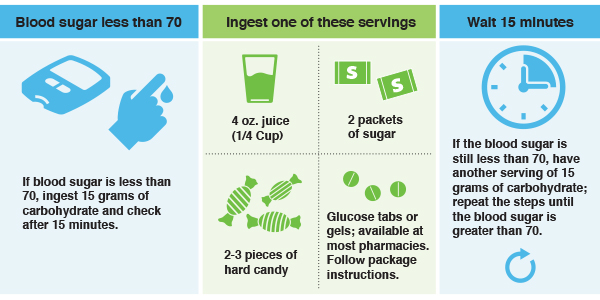 Blood sugar less than 70
If blood sugar is less than
70, ingest 15 grams of
carbohydrate and check
after 15 minutes.
Ingest one of these servings
4 oz. juice
(1/4 Cup)
S
S
2 packets
of sugar
2-3 pieces of
hard candy
Glucose tabs or
gels; available at
most pharmacies.
Follow package
instructions.
Wait 15 minutes
If the blood sugar is
still less than 70, have
another serving of 15
grams of carbohydrate;
repeat the steps until
the blood sugar is
greater than 70.